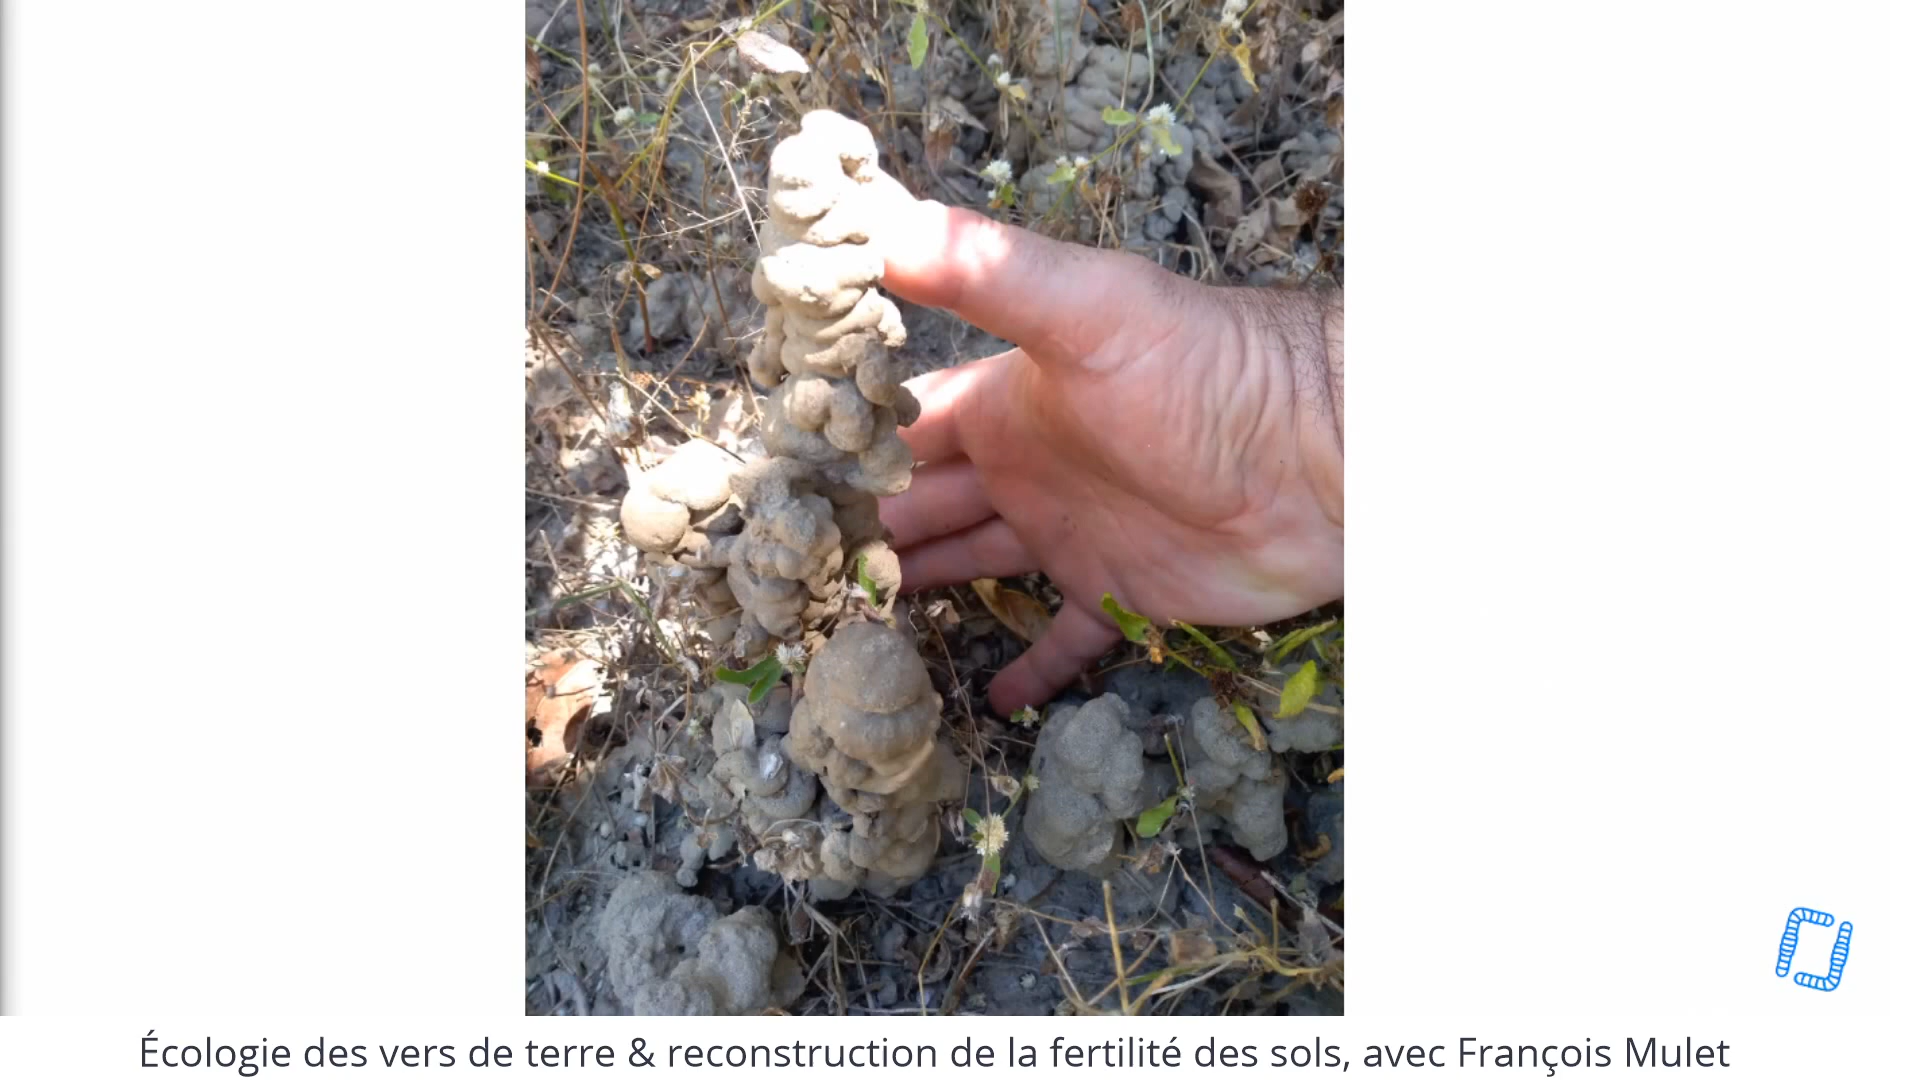 Écologie des vers de terre & reconstruction de la fertilité des sols, avec François Mulet